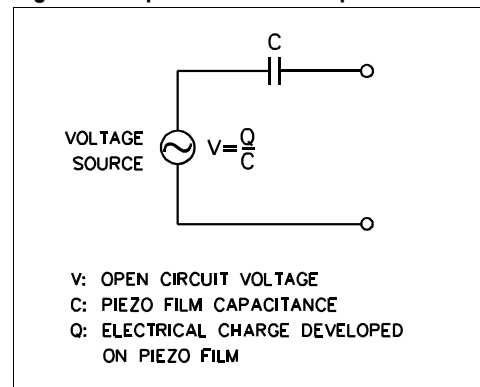 C
VOLTAGE
SOURCE
V=Q/C
V: OPEN CIRCUIT VOLTAGE
C: PIEZO FILM CAPACITANCE
Q: ELECTRICAL CHARGE DEVELOPED
ON PIEZO FILM